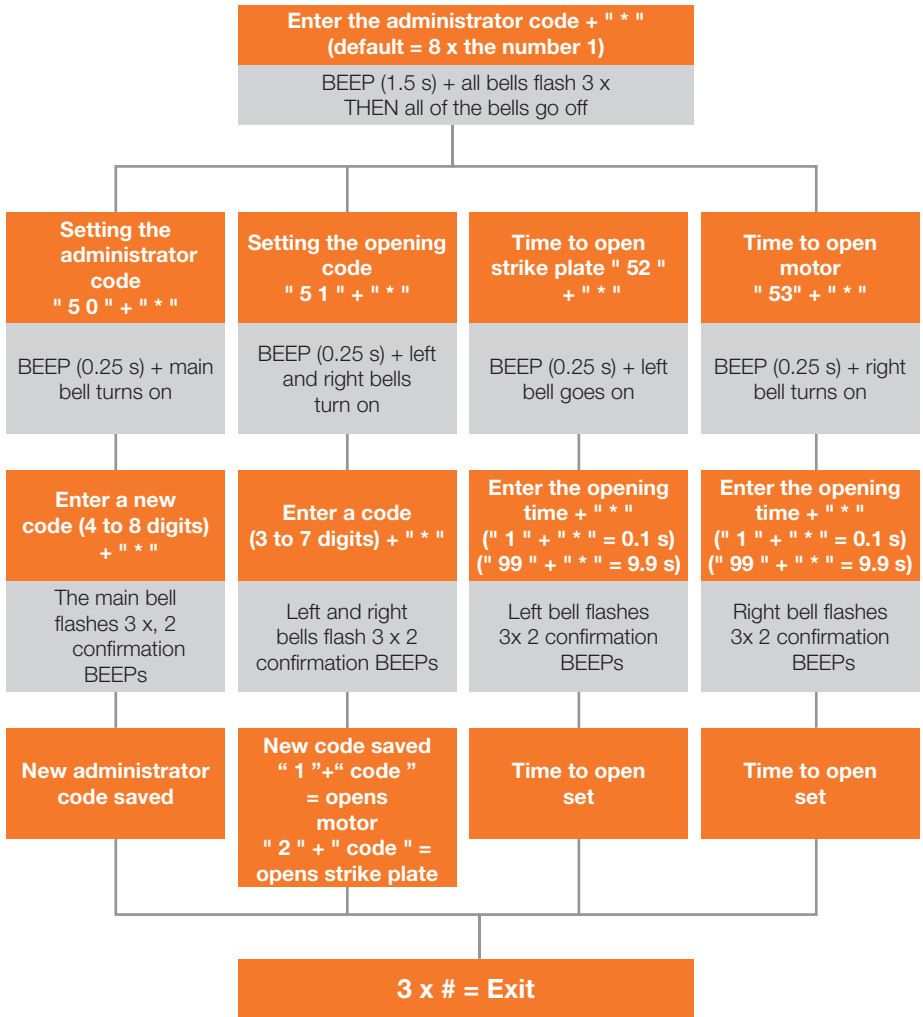 Enter the administrator code + " * "
(default = 8 x the number 1)
BEEP (1.5 s) + all bells flash 3 x
THEN all of the bells go off
Setting the
administrator
code
" 5 0 " + " * "
BEEP (0.25 s) + main
bell turns on
Enter a new
code (4 to 8 digits)
+ " * "
The main bell
flashes 3 x, 2
confirmation
BEEPs
New administrator
code saved
Setting the opening
code
" 5 1 " + " * "
BEEP (0.25 s) + left
and right bells
turn on
Enter a code
(3 to 7 digits) + " * "
Left and right
bells flash 3 x 2
confirmation BEEPs
New code saved
“ 1 ”+“ code ”
= opens
motor
" 2 " + " code " =
opens strike plate
Time to open
strike plate " 52 "
+ " * "
BEEP (0.25 s) + left
bell goes on
Enter the opening
time + " * "
(" 1 " + " * " = 0.1 s)
(" 99 " + " * " = 9.9 s)
Left bell flashes
3x 2 confirmation
BEEPs
Time to open
set
Time to open
motor
" 53" + " * "
BEEP (0.25 s) + right
bell turns on
Enter the opening
time + " * "
(" 1 " + " * " = 0.1 s)
(" 99 " + " * " = 9.9 s)
Right bell flashes
3x 2 confirmation
BEEPs
Time to open
set
3 x # = Exit